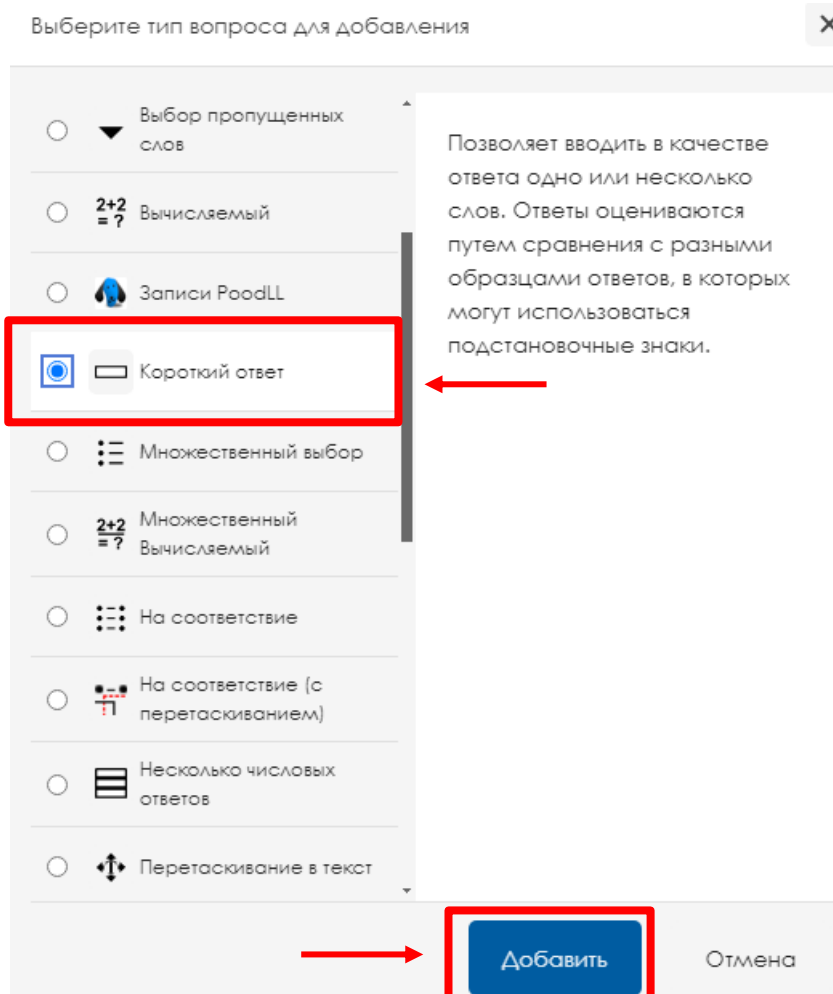 Выберите тип вопроса для добавления
Выбор пропущенных
слов
2+2
= ?
Вычисляемый
Записи PoodLL
Короткий ответ
Множественный выбор
2+2
= ?
Множественный
Вычисляемый
На соответствие
На соответствие (с
перетаскиванием)
Несколько числовых
ответов
Перетаскивание в текст
Позволяет вводить в качестве
ответа одно или несколько
слов. Ответы оцениваются
путем сравнения с разными
образцами ответов, в которых
могут использоваться
подстановочные знаки.
Добавить
Отмена